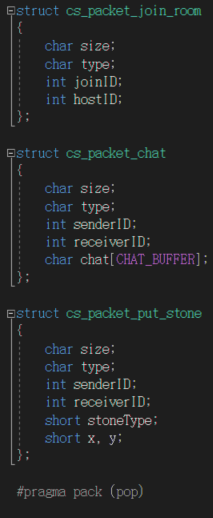 struct cs_packet_join_room
{
char size;
char type;
int joinID;
int hostID;
};
struct cs_packet_chat
{
char size;
char type;
int senderID;
int receiverID;
char chat[CHAT_BUFFER];
};
struct cs_packet_put_stone
{
char size;
char type;
int senderID;
int receiverID;
short stoneType;
short x, y;
};
#pragma pack (pop)